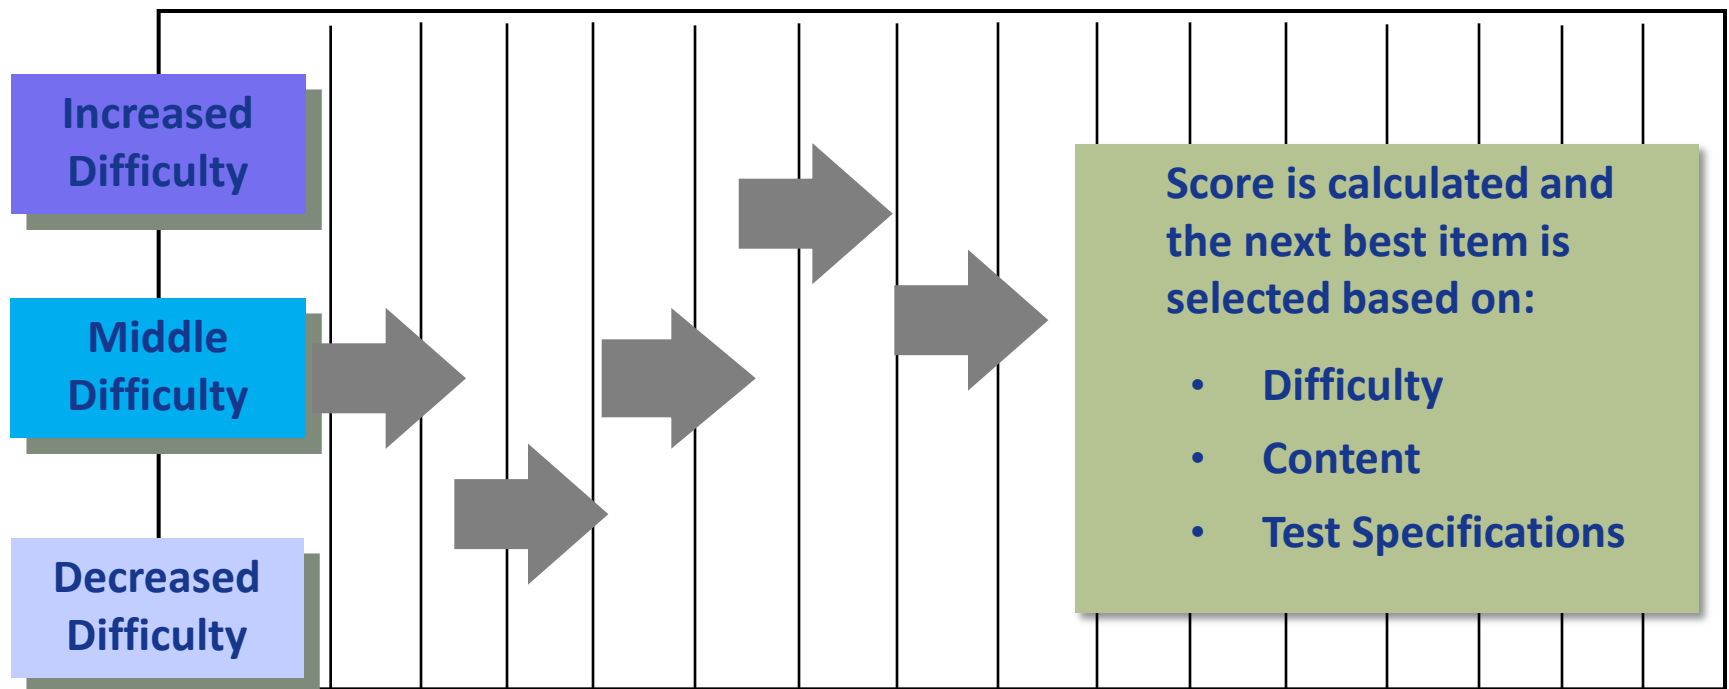 Increased
Difficulty
Middle
Difficulty
Decreased
Difficulty
Score is calculated and
the next best item is
selected based on:
• Difficulty
• Content
• Test Specifications